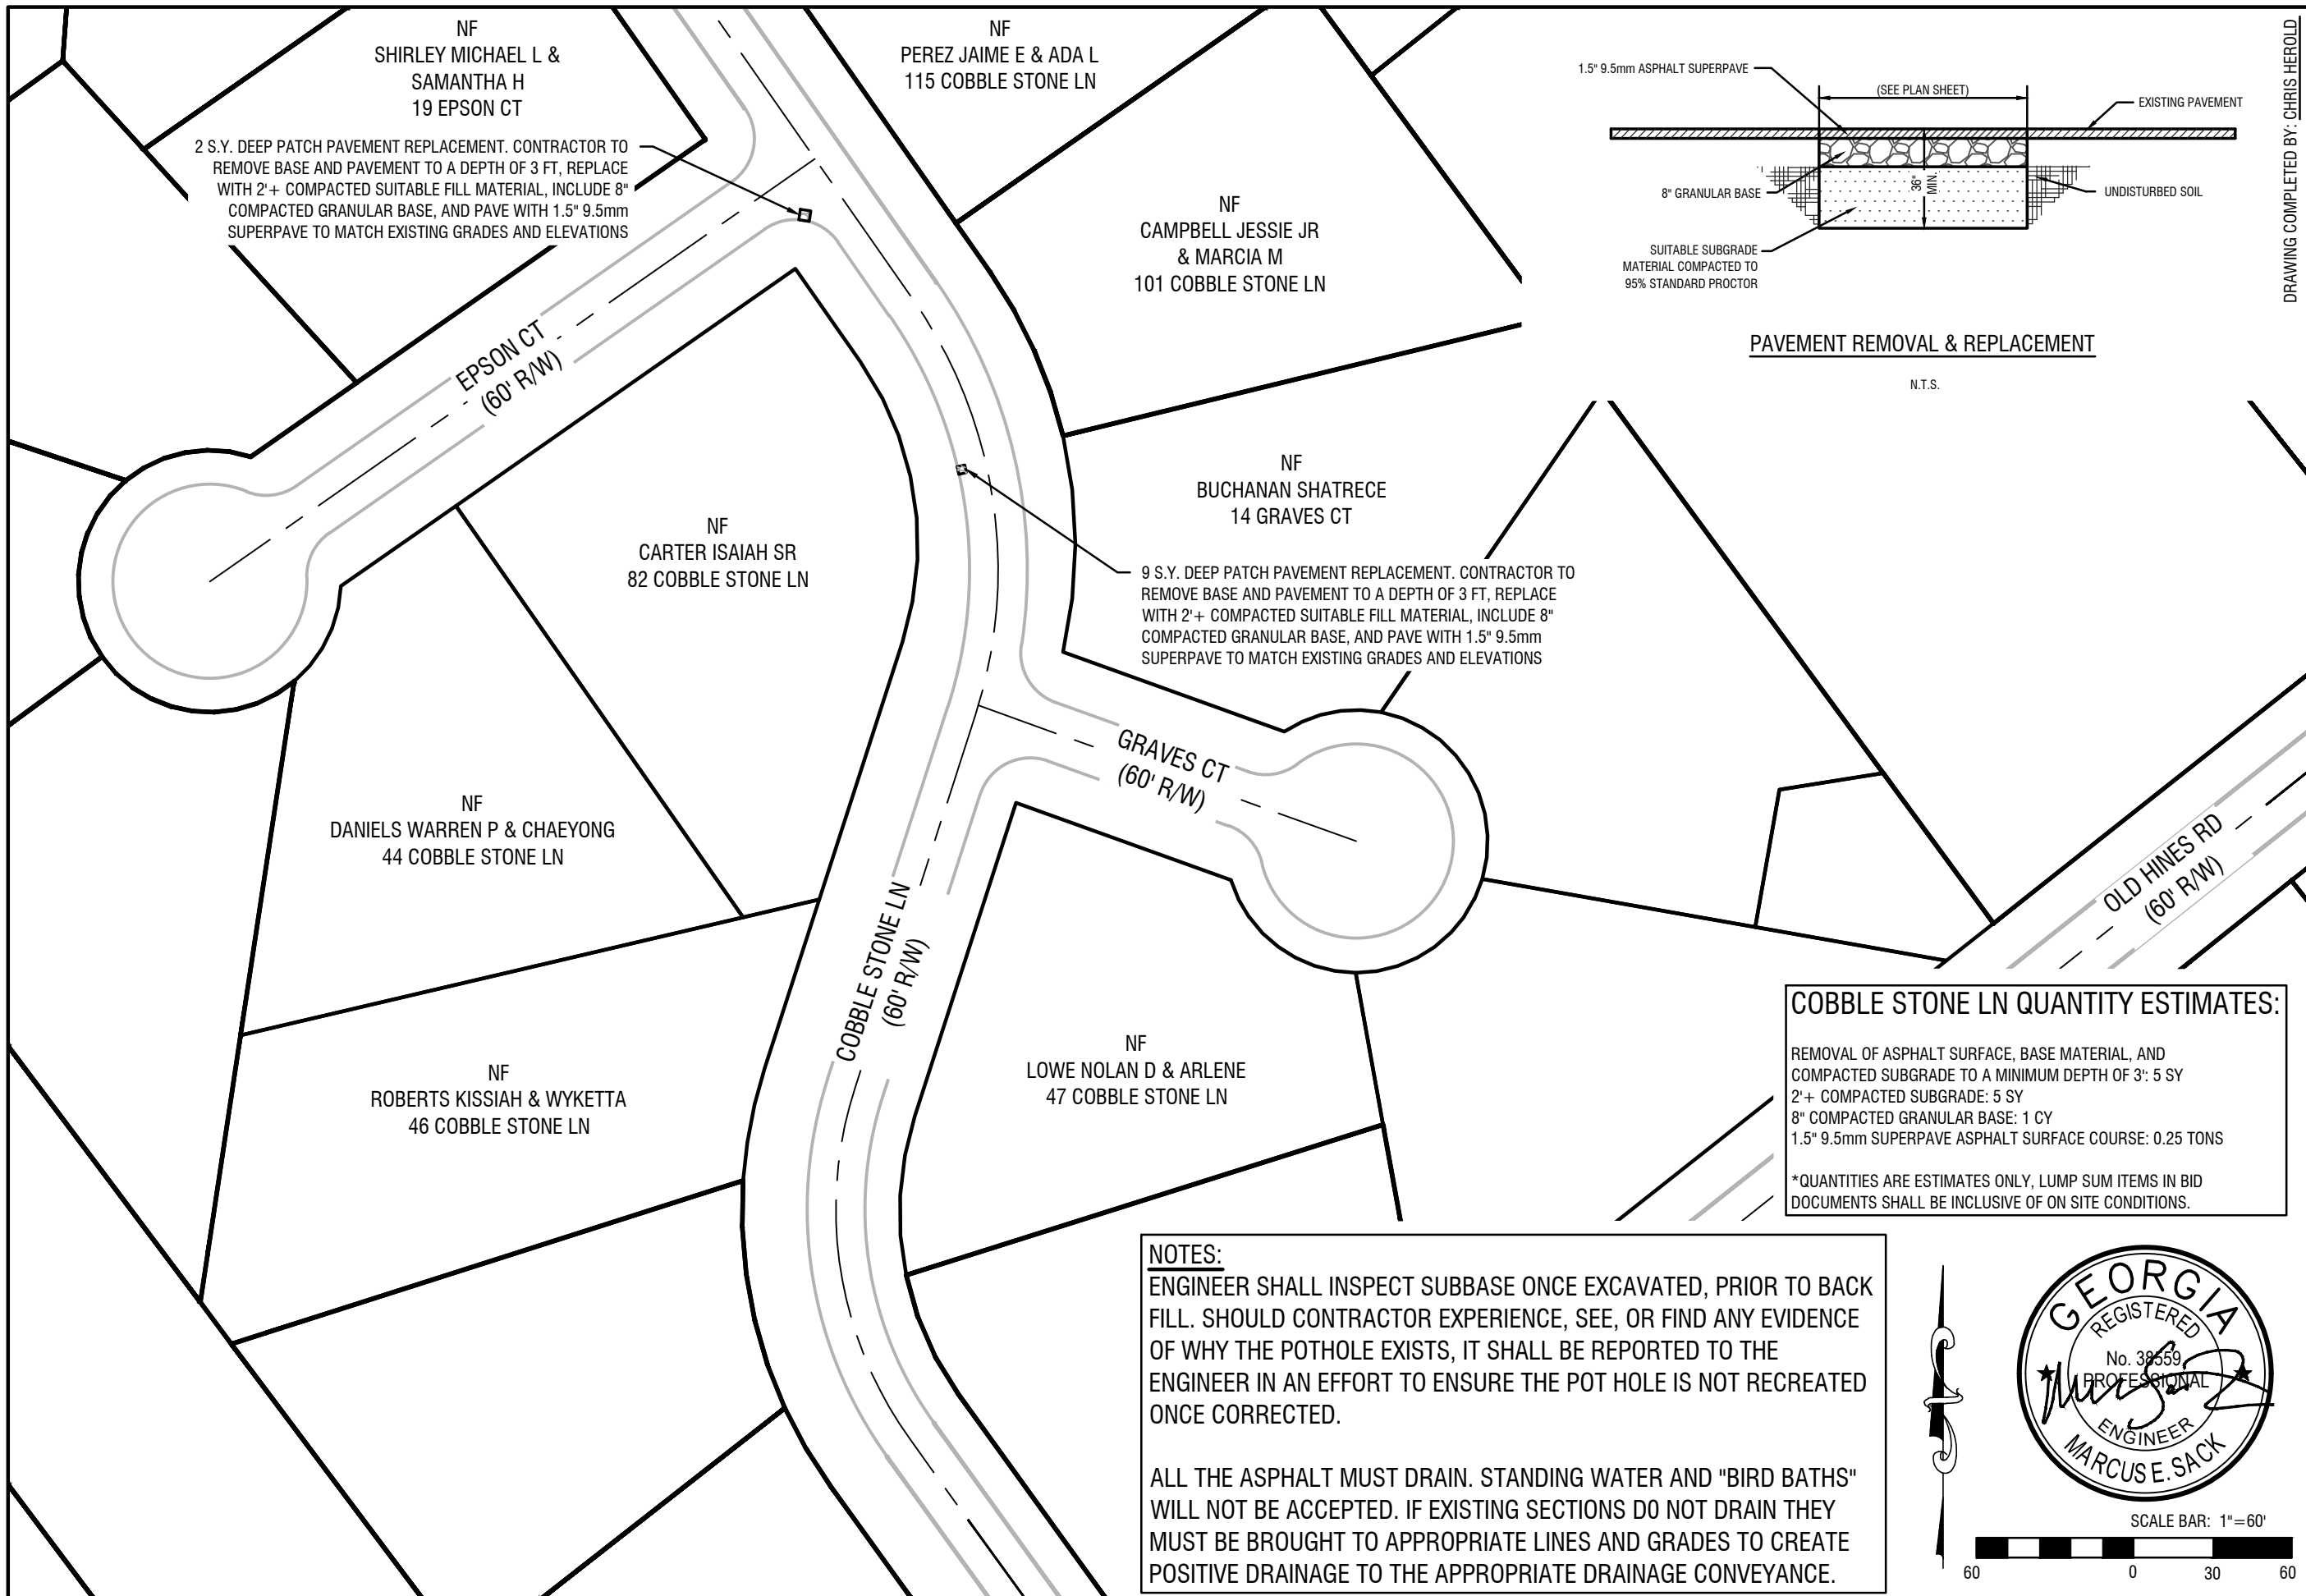 NF
SHIRLEY MICHAEL L &
SAMANTHA H
19 EPSON CT
2 S.Y. DEEP PATCH PAVEMENT REPLACEMENT. CONTRACTOR TO
REMOVE BASE AND PAVEMENT TO A DEPTH OF 3 FT, REPLACE
WITH 2'+ COMPACTED SUITABLE FILL MATERIAL, INCLUDE 8"
COMPACTED GRANULAR BASE, AND PAVE WITH 1.5" 9.5mm
SUPERPAVE TO MATCH EXISTING GRADES AND ELEVATIONS
NF
PEREZ JAIME E & ADA L
115 COBBLE STONE LN
NF
CAMPBELL JESSIE JR
& MARCIA M
101 COBBLE STONE LN
1.5" 9.5mm ASPHALT SUPERPAVE
(SEE PLAN SHEET)
EXISTING PAVEMENT
8" GRANULAR BASE
36"
MIN.
UNDISTURBED SOIL
SUITABLE SUBGRADE
MATERIAL COMPACTED TO
95% STANDARD PROCTOR
PAVEMENT REMOVAL & REPLACEMENT
N.T.S.
DRAWING COMPLETED BY: CHRIS HEROLD
EPSON CT
(60' R/W)
NF
BUCHANAN SHATRECE
14 GRAVES CT
NF
CARTER ISAIAH SR
82 COBBLE STONE LN
9 S.Y. DEEP PATCH PAVEMENT REPLACEMENT. CONTRACTOR TO
REMOVE BASE AND PAVEMENT TO A DEPTH OF 3 FT, REPLACE
WITH 2'+ COMPACTED SUITABLE FILL MATERIAL, INCLUDE 8"
COMPACTED GRANULAR BASE, AND PAVE WITH 1.5" 9.5mm
SUPERPAVE TO MATCH EXISTING GRADES AND ELEVATIONS
GRAVES CT
(60' R/W)
NF
DANIELS WARREN P & CHAEYONG
44 COBBLE STONE LN
COBBLE STONE LN
(60' R/W)
OLD HINES RD
(60' R/W)
NF
ROBERTS KISSIAH & WYKETTA
46 COBBLE STONE LN
NF
LOWE NOLAN D & ARLENE
47 COBBLE STONE LN
COBBLE STONE LN QUANTITY ESTIMATES:
REMOVAL OF ASPHALT SURFACE, BASE MATERIAL, AND
COMPACTED SUBGRADE TO A MINIMUM DEPTH OF 3': 5 SY
2'+ COMPACTED SUBGRADE: 5 SY
8" COMPACTED GRANULAR BASE: 1 CY
1.5" 9.5mm SUPERPAVE ASPHALT SURFACE COURSE: 0.25 TONS
*QUANTITIES ARE ESTIMATES ONLY, LUMP SUM ITEMS IN BID
DOCUMENTS SHALL BE INCLUSIVE OF ON SITE CONDITIONS.
NOTES:
ENGINEER SHALL INSPECT SUBBASE ONCE EXCAVATED, PRIOR TO BACK
FILL. SHOULD CONTRACTOR EXPERIENCE, SEE, OR FIND ANY EVIDENCE
OF WHY THE POTHOLE EXISTS, IT SHALL BE REPORTED TO THE
ENGINEER IN AN EFFORT TO ENSURE THE POT HOLE IS NOT RECREATED
ONCE CORRECTED.
ALL THE ASPHALT MUST DRAIN. STANDING WATER AND "BIRD BATHS"
WILL NOT BE ACCEPTED. IF EXISTING SECTIONS DO NOT DRAIN THEY
MUST BE BROUGHT TO APPROPRIATE LINES AND GRADES TO CREATE
POSITIVE DRAINAGE TO THE APPROPRIATE DRAINAGE CONVEYANCE.
GEORGIA
REGISTERED
No. 38559
PROFESSIONAL
ENGINEER
MARCUS E. SACK
SCALE BAR: 1"=60'
60 0 30 60